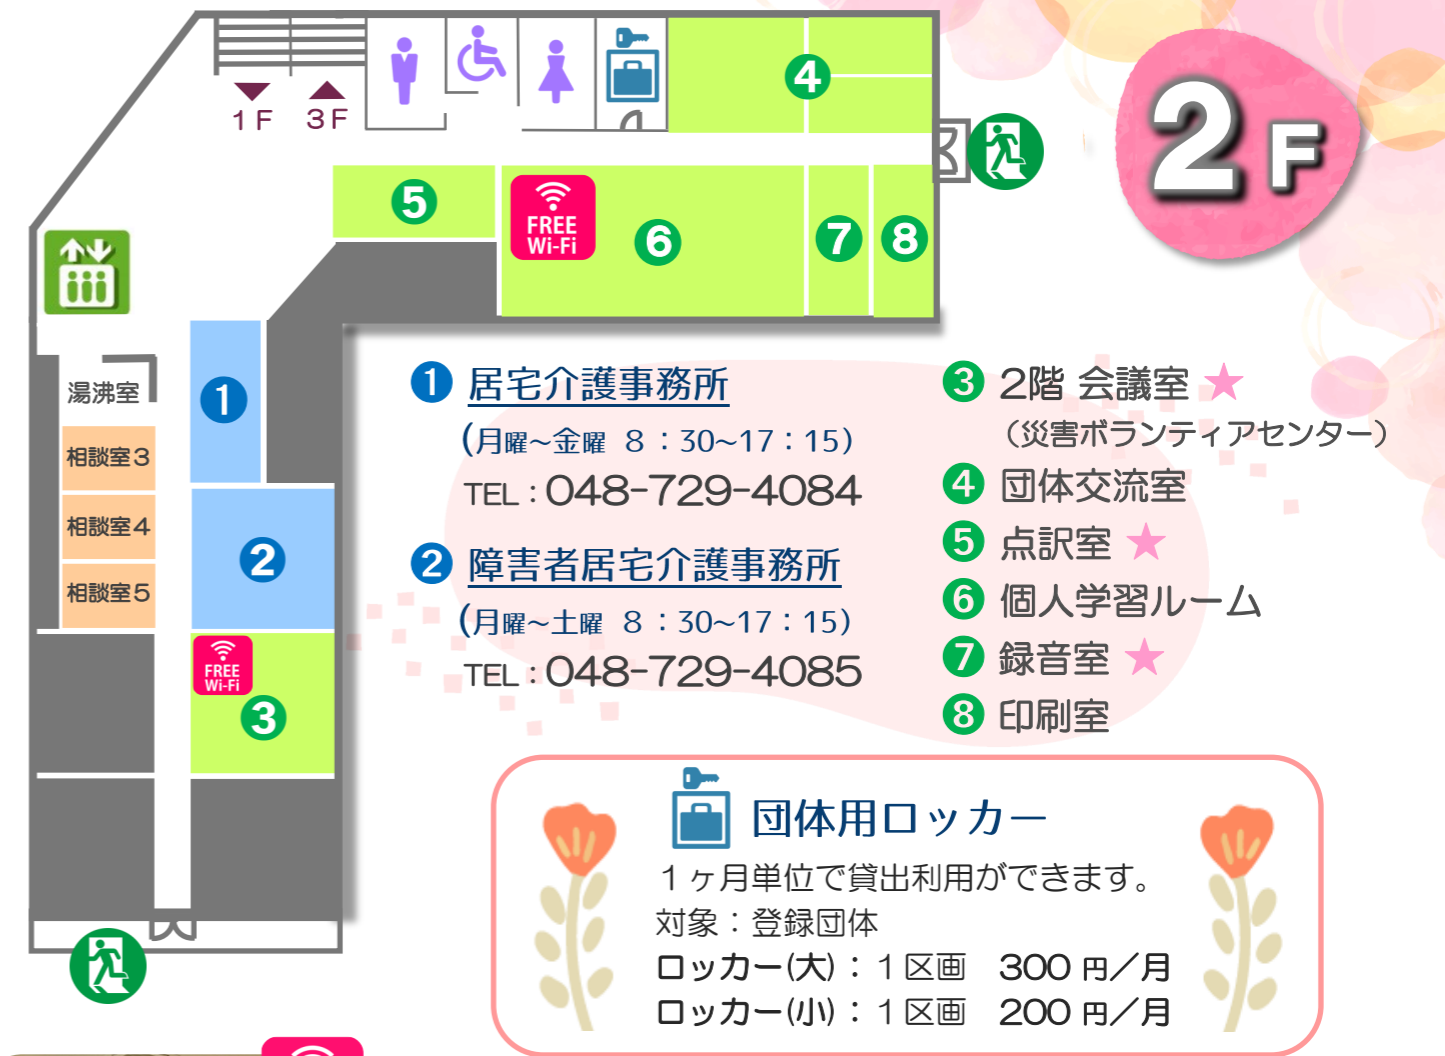 2F
1F 3F
4
5
FREE
Wi-Fi
6
7
8
湯沸室
相談室3
相談室4
相談室5
1
2
FREE
Wi-Fi
3
1 居宅介護事務所
(月曜~金曜 8：30~17：15)
TEL：048-729-4084
2 障害者居宅介護事務所
(月曜~土曜 8：30~17：15)
TEL：048-729-4085
3 2階 会議室 ★
（災害ボランティアセンター）
4 団体交流室
5 点訳室 ★
6 個人学習ルーム
7 録音室 ★
8 印刷室
団体用ロッカー
1ヶ月単位で貸出利用ができます。
対象：登録団体
ロッカー(大)：1区画 300円／月
ロッカー(小)：1区画 200円／月